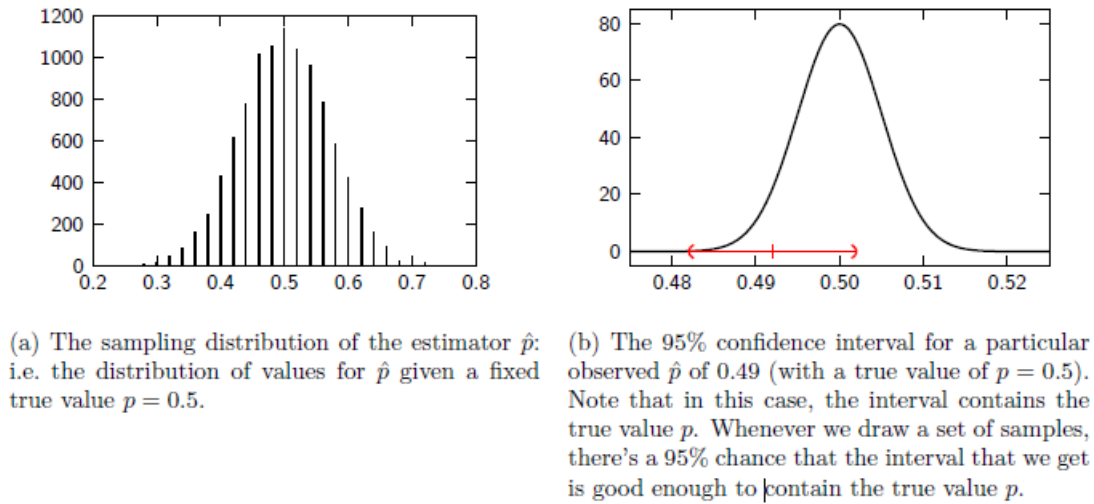 1200
1000
800
600
400
200
0
0.2 0.3 0.4 0.5 0.6 0.7 0.8
80
60
40
20
0
0.48 0.49 0.50 0.51 0.52
(a) The sampling distribution of the estimator p̂:
i.e. the distribution of values for p̂ given a fixed
true value p = 0.5.
(b) The 95% confidence interval for a particular
observed p̂ of 0.49 (with a true value of p = 0.5).
Note that in this case, the interval contains the
true value p. Whenever we draw a set of samples,
there's a 95% chance that the interval that we get
is good enough to contain the true value p.